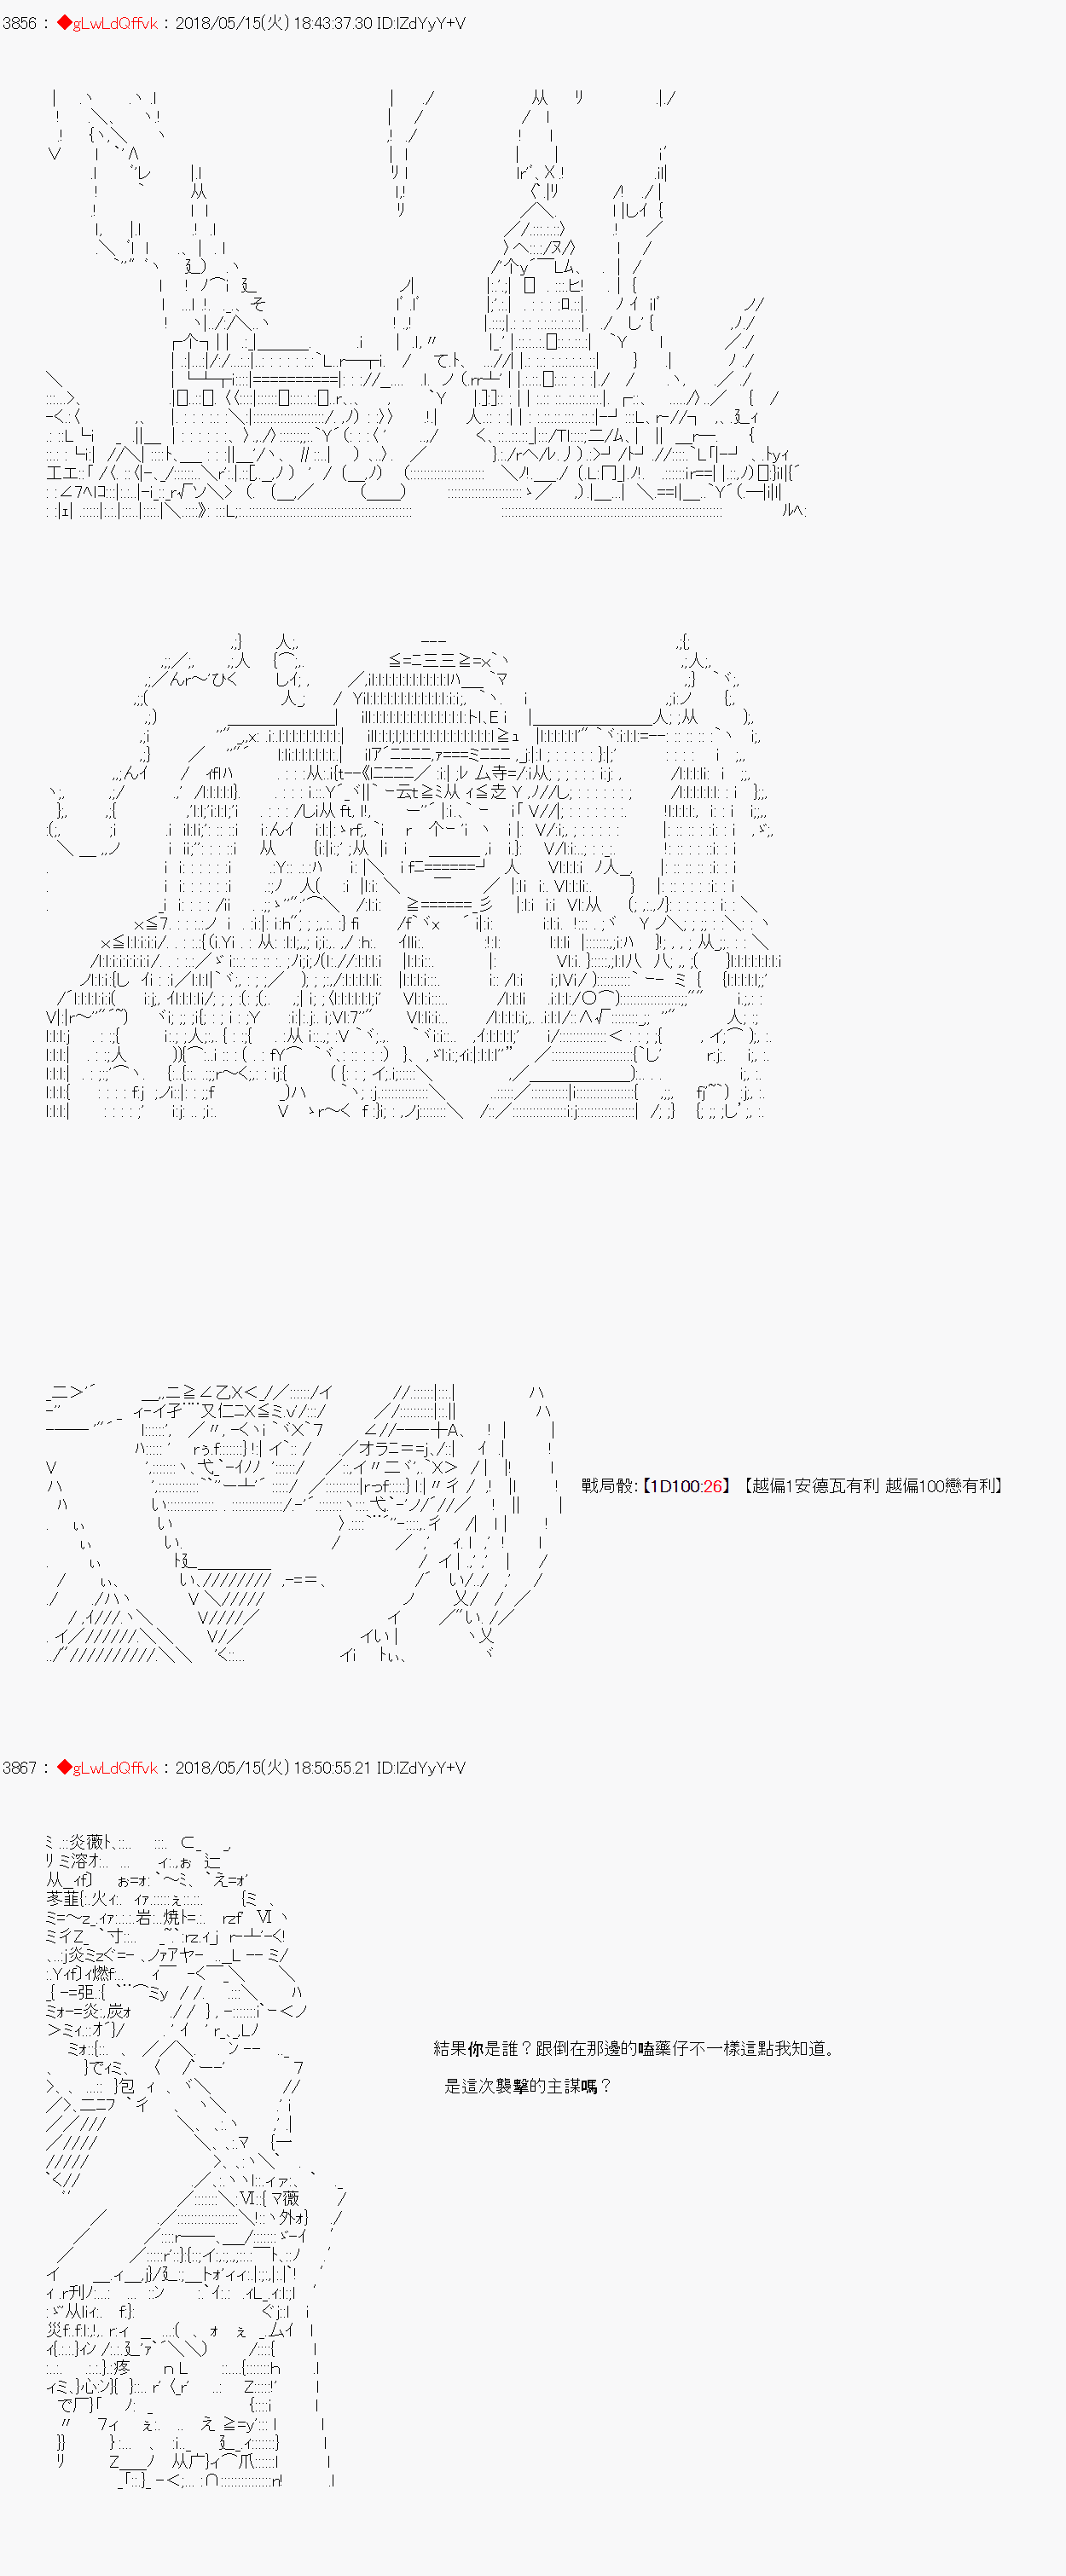 3856 : ◆gLwLdQffvk : 2018/05/15(火) 18:43:37.30 ID:lZdYyY+V
戰局骰：【1D100:26】 【越偏1安德瓦有利 越偏100戀有利】
3867 : ◆gLwLdQffvk : 2018/05/15(火) 18:50:55.21 ID:lZdYyY+V
結果你是誰？跟倒在那邊的嗑藥仔不一樣這點我知道。
是這次襲擊的主謀嗎？